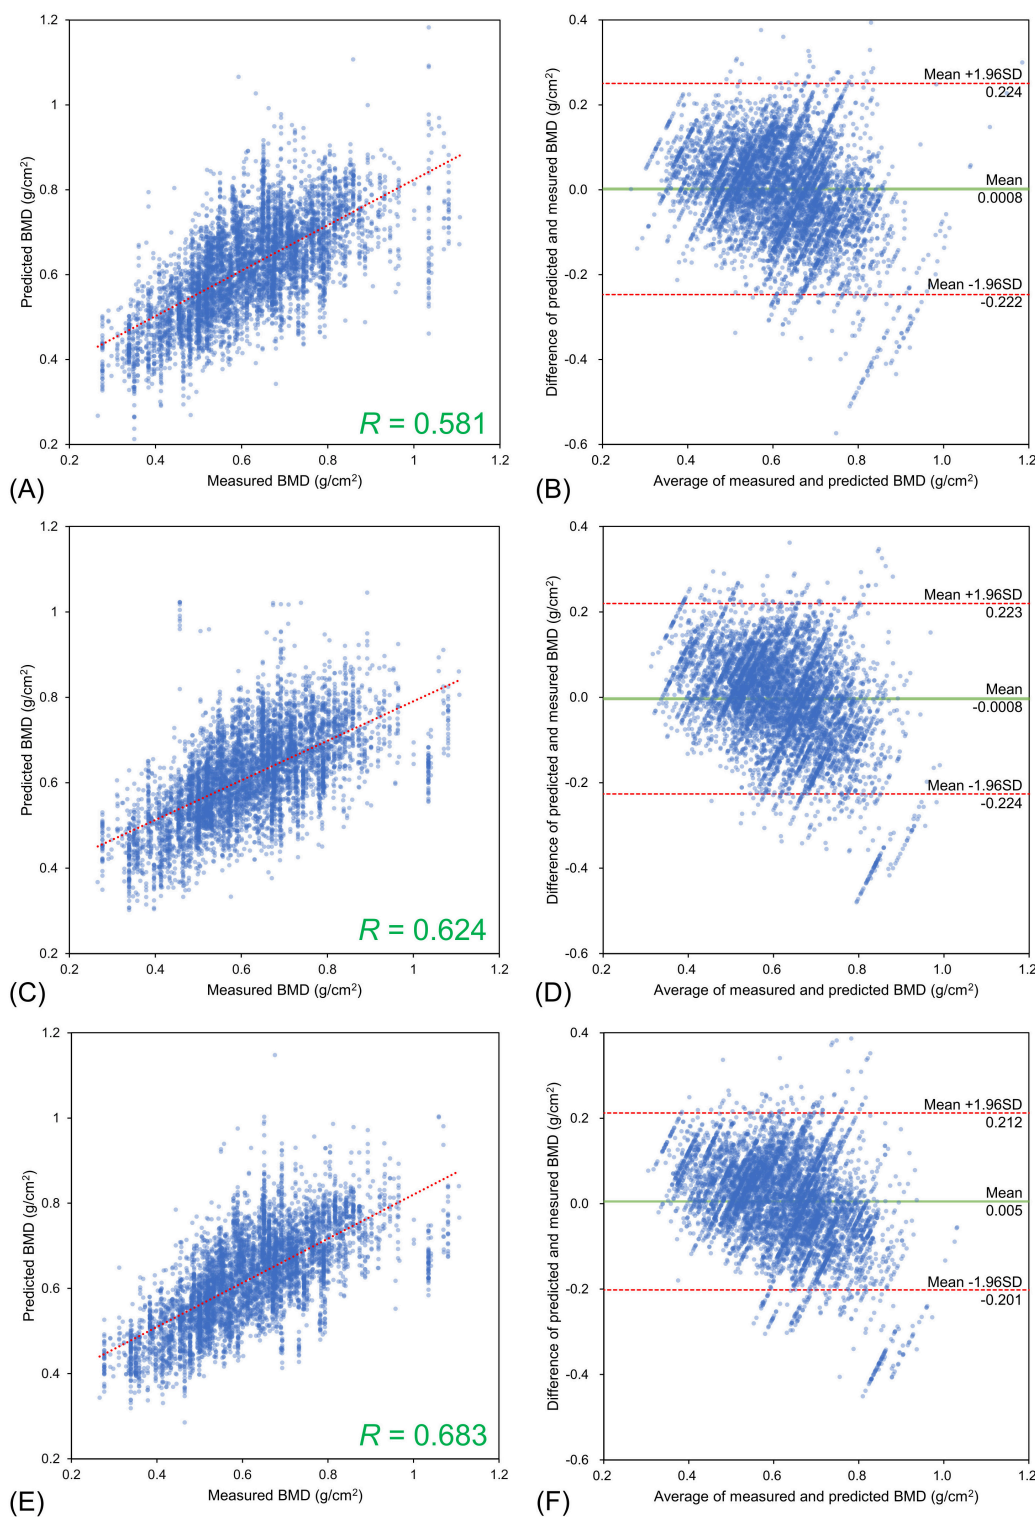 1.2
1
0.8
0.6
0.4
0.2
0.2
0.4
0.6
0.8
1
1.2
Predicted BMD (g/cm²)
Measured BMD (g/cm²)
R = 0.581
(A)
0.4
0.2
0.0
-0.2
-0.4
-0.6
0.2
0.4
0.6
0.8
1.0
1.2
Difference of predicted and mesured BMD (g/cm²)
Average of measured and predicted BMD (g/cm²)
Mean +1.96SD
0.224
Mean
0.0008
Mean -1.96SD
-0.222
(B)
1.2
1
0.8
0.6
0.4
0.2
0.2
0.4
0.6
0.8
1
1.2
Predicted BMD (g/cm²)
Measured BMD (g/cm²)
R = 0.624
(C)
0.4
0.2
0.0
-0.2
-0.4
-0.6
0.2
0.4
0.6
0.8
1.0
1.2
Difference of predicted and mesured BMD (g/cm²)
Average of measured and predicted BMD (g/cm²)
Mean +1.96SD
0.223
Mean
-0.0008
Mean -1.96SD
-0.224
(D)
1.2
1
0.8
0.6
0.4
0.2
0.2
0.4
0.6
0.8
1
1.2
Predicted BMD (g/cm²)
Measured BMD (g/cm²)
R = 0.683
(E)
0.4
0.2
0.0
-0.2
-0.4
-0.6
0.2
0.4
0.6
0.8
1.0
1.2
Difference of predicted and mesured BMD (g/cm²)
Average of measured and predicted BMD (g/cm²)
Mean +1.96SD
0.212
Mean
0.005
Mean -1.96SD
-0.201
(F)